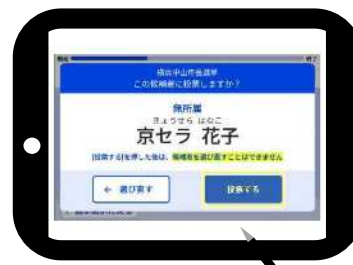 横浜中山市長選挙
この候補者に投票しますか？
無所属
きょうせら はなこ
京セラ 花子
[投票する]を押した後は、候補者を選び直すことはできません
← 選び直す
投票する